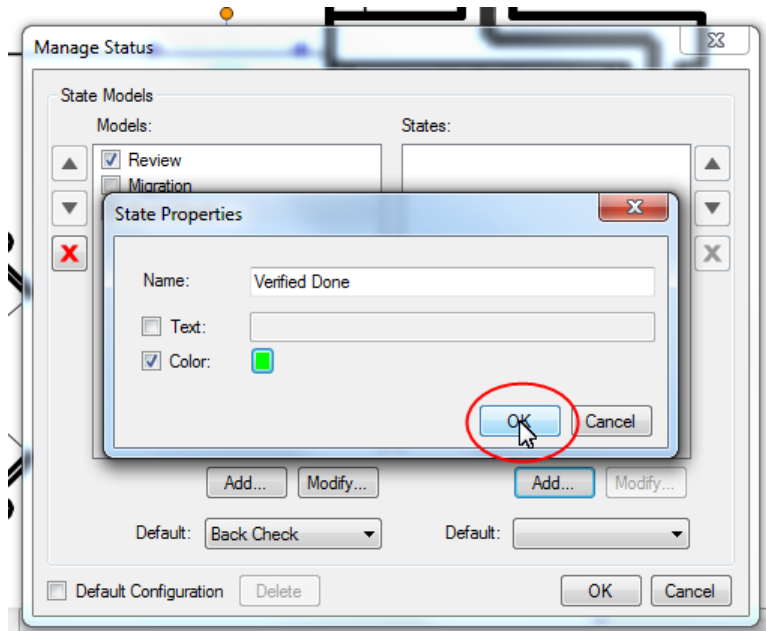 Manage Status
State Models
Models: States:
Review
Migration
State Properties
Name: Verified Done
Text:
Color:
OK Cancel
Add... Modify... Add... Modify...
Default: Back Check Default:
Default Configuration Delete OK Cancel